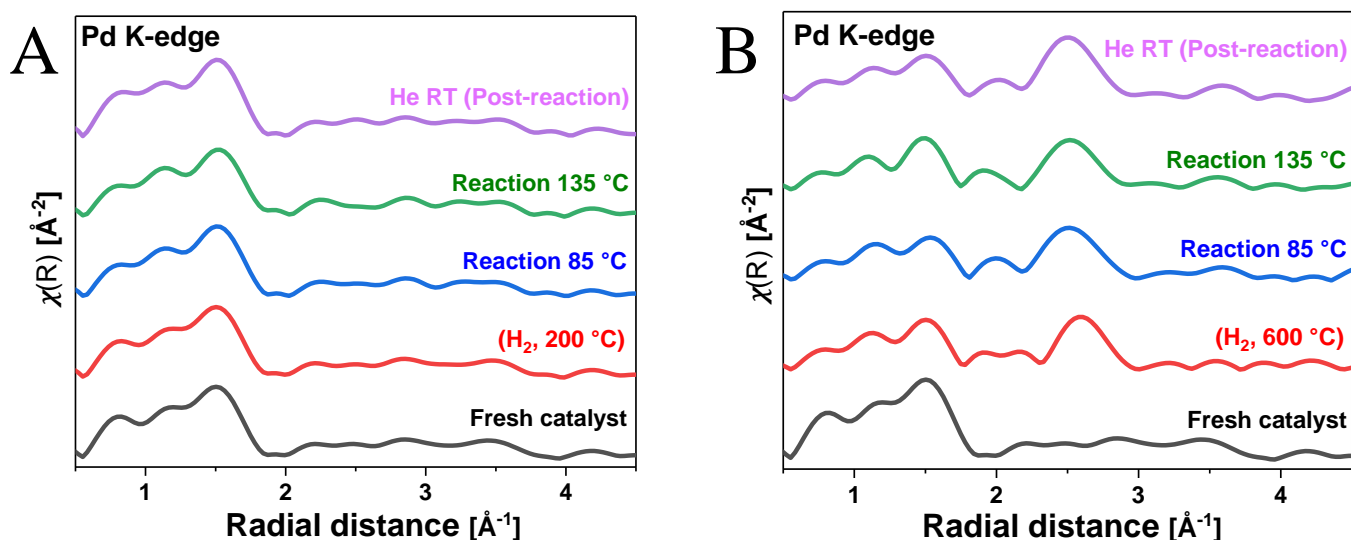 A
Pd K-edge
He RT (Post-reaction)
Reaction 135 °C
Reaction 85 °C
(H₂, 200 °C)
Fresh catalyst
χ(R) [Å⁻²]
1 2 3 4
Radial distance [Å⁻¹]
B
Pd K-edge
He RT (Post-reaction)
Reaction 135 °C
Reaction 85 °C
(H₂, 600 °C)
Fresh catalyst
χ(R) [Å⁻²]
1 2 3 4
Radial distance [Å⁻¹]